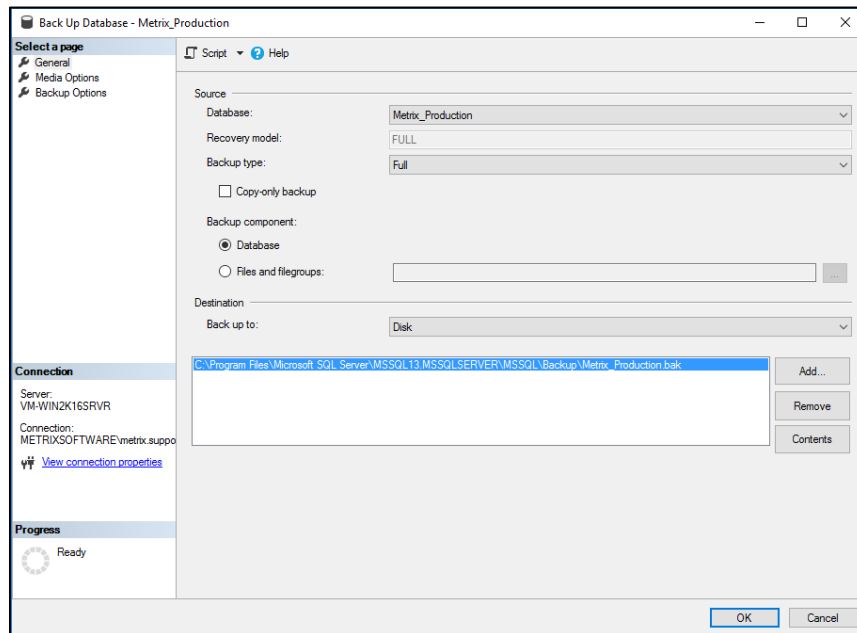 Back Up Database - Metrix_Production
Select a page
General
Media Options
Backup Options
Script
Help
Source
Database:
Metrix_Production
Recovery model:
FULL
Backup type:
Full
Copy-only backup
Backup component:
Database
Files and filegroups:
...
Destination
Back up to:
Disk
C:\Program Files\Microsoft SQL Server\MSSQL13.MSSQLSERVER\MSSQL\Backup\Metrix_Production.bak
Add...
Remove
Contents
Connection
Server:
VM-WIN2K16SRVR
Connection:
METRIXSOFTWARE\metrix.suppo
View connection properties
Progress
Ready
OK
Cancel